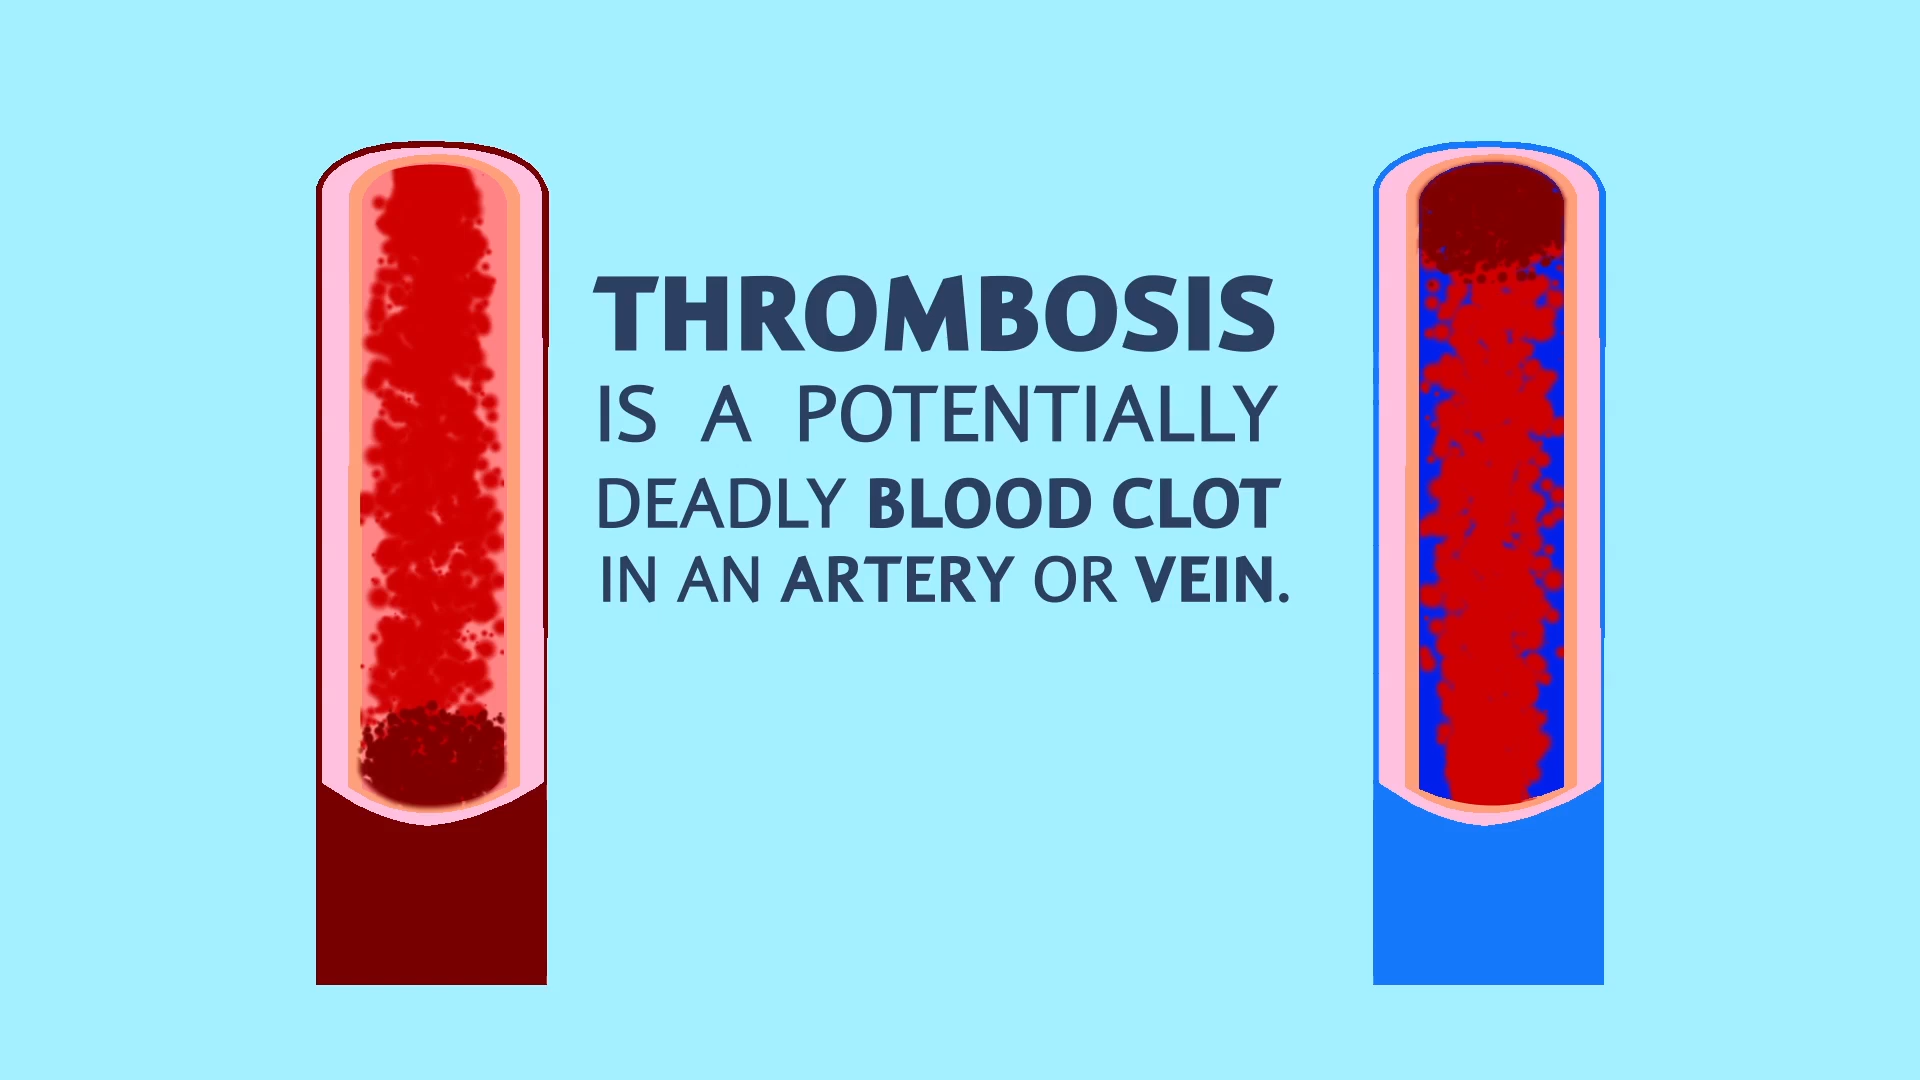 THROMBOSIS
IS A POTENTIALLY
DEADLY BLOOD CLOT
IN AN ARTERY OR VEIN.